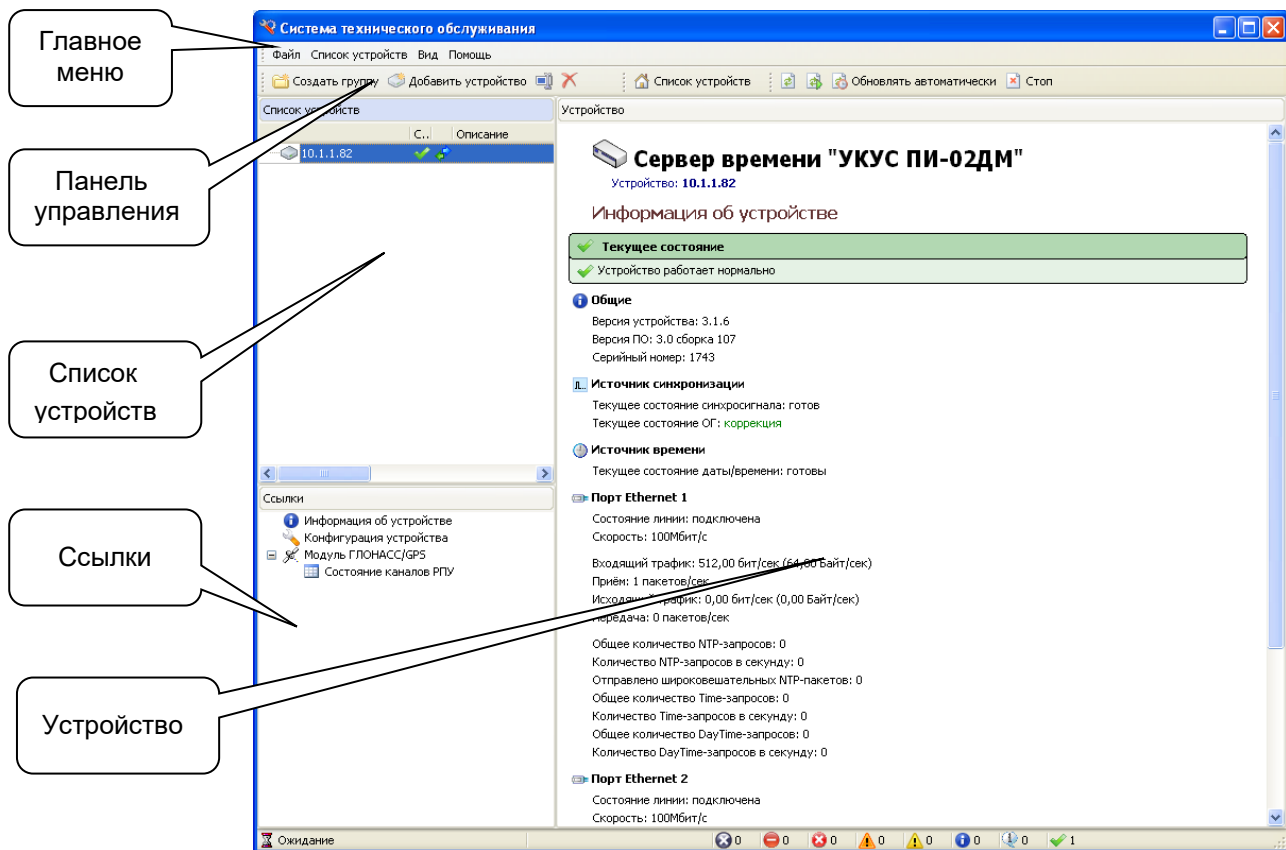 Главное
меню
Панель
управления
Список
устройств
Ссылки
Устройство
Система технического обслуживания
Файл Список устройств Вид Помощь
Создать группу Добавить устройство Список устройств Обновлять автоматически Стоп
Список устройств
С.. Описание
10.1.1.82
Ссылки
Информация об устройстве
Конфигурация устройства
Модуль ГЛОНАСС/GPS
Состояние каналов РПУ
Устройство
Сервер времени "УКУС ПИ-02ДМ"
Устройство: 10.1.1.82
Информация об устройстве
Текущее состояние
Устройство работает нормально
Общие
Версия устройства: 3.1.6
Версия ПО: 3.0 сборка 107
Серийный номер: 1743
Источник синхронизации
Текущее состояние синхросигнала: готов
Текущее состояние ОГ: коррекция
Источник времени
Текущее состояние даты/времени: готовы
Порт Ethernet 1
Состояние линии: подключена
Скорость: 100Мбит/с
Входящий трафик: 512,00 бит/сек (64,00 Байт/сек)
Приём: 1 пакетов/сек
Исходящий трафик: 0,00 бит/сек (0,00 Байт/сек)
Передача: 0 пакетов/сек
Общее количество NTP-запросов: 0
Количество NTP-запросов в секунду: 0
Отправлено широковещательных NTP-пакетов: 0
Общее количество Time-запросов: 0
Количество Time-запросов в секунду: 0
Общее количество DayTime-запросов: 0
Количество DayTime-запросов в секунду: 0
Порт Ethernet 2
Состояние линии: подключена
Скорость: 100Мбит/с
Ожидание 0 0 0 0 0 0 0 1